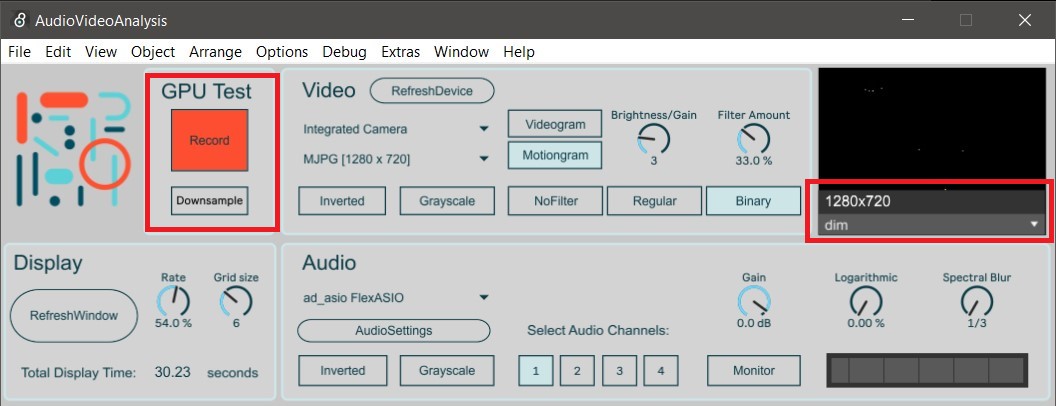 AudioVideoAnalysis
File Edit View Object Arrange Options Debug Extras Window Help
GPU Test
Record
Downsample
Video
RefreshDevice
Integrated Camera
MJPG [1280 x 720]
Videogram
Motiongram
Brightness/Gain
3
Filter Amount
33.0 %
Inverted
Grayscale
NoFilter
Regular
Binary
1280x720
dim
Display
Rate
54.0 %
Grid size
6
RefreshWindow
Total Display Time: 30.23 seconds
Audio
ad_asio FlexASIO
AudioSettings
Select Audio Channels:
Gain
0.0 dB
Logarithmic
0.00 %
Spectral Blur
1/3
Inverted
Grayscale
1
2
3
4
Monitor